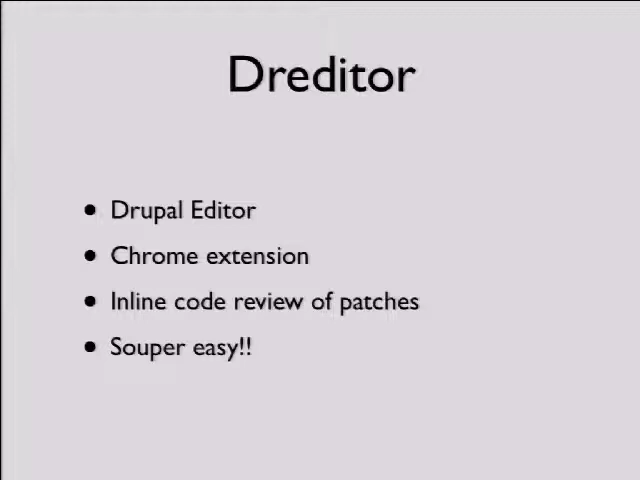 Dreditor
• Drupal Editor
• Chrome extension
• Inline code review of patches
• Souper easy!!